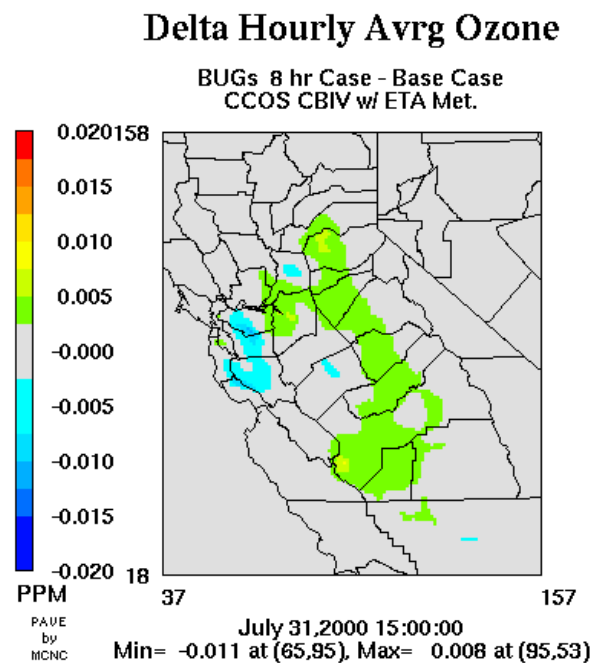 Delta Hourly Avrg Ozone
BUGs 8 hr Case - Base Case
CCOS CBIV w/ ETA Met.
0.020
0.015
0.010
0.005
-0.000
-0.005
-0.010
-0.015
-0.020
PPM
PAVE
by
MCNC
158
18
37
157
July 31,2000 15:00:00
Min= -0.011 at (65,95), Max= 0.008 at (95,53)